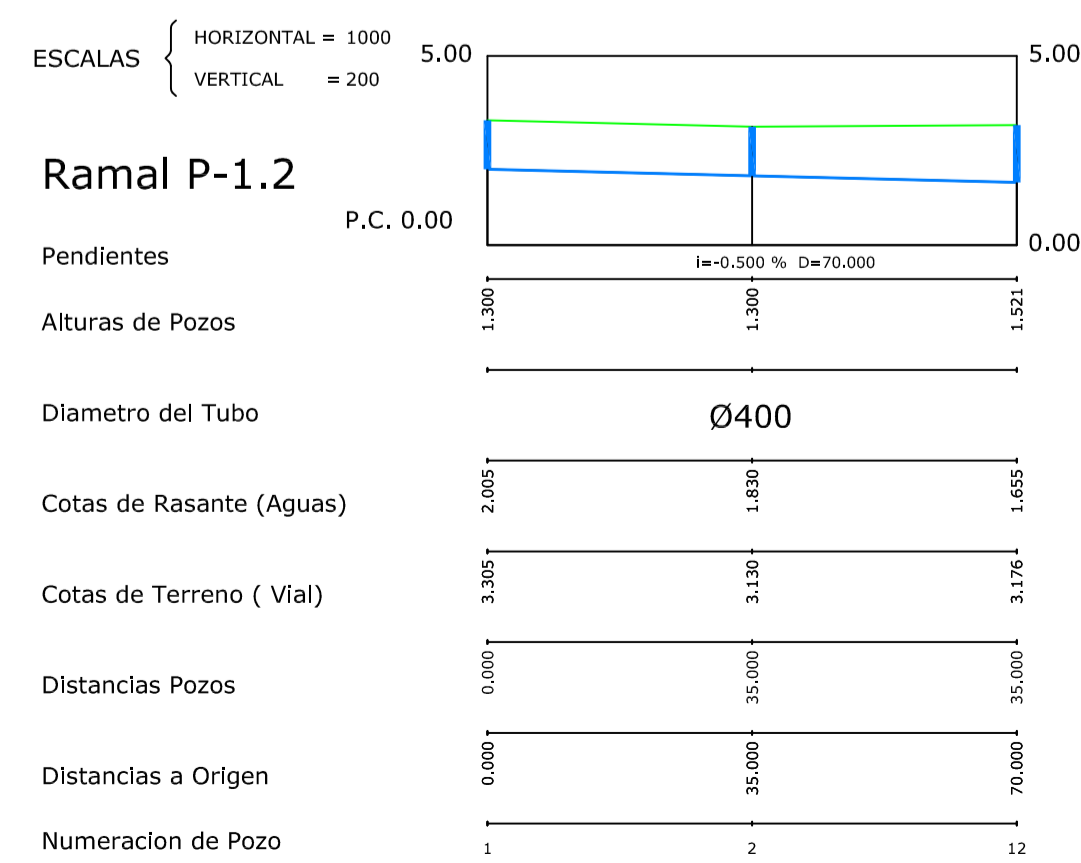 ESCALAS
HORIZONTAL = 1000
VERTICAL = 200
5.00
5.00
Ramal P-1.2
P.C. 0.00
0.00
Pendientes
i=-0.500 % D=70.000
Alturas de Pozos
1.300 1.300 1.521
Diametro del Tubo
Ø400
Cotas de Rasante (Aguas)
2.005 1.830 1.655
Cotas de Terreno ( Vial)
3.305 3.130 3.176
Distancias Pozos
0.000 35.000 35.000
Distancias a Origen
0.000 35.000 70.000
Numeracion de Pozo
1 2 12